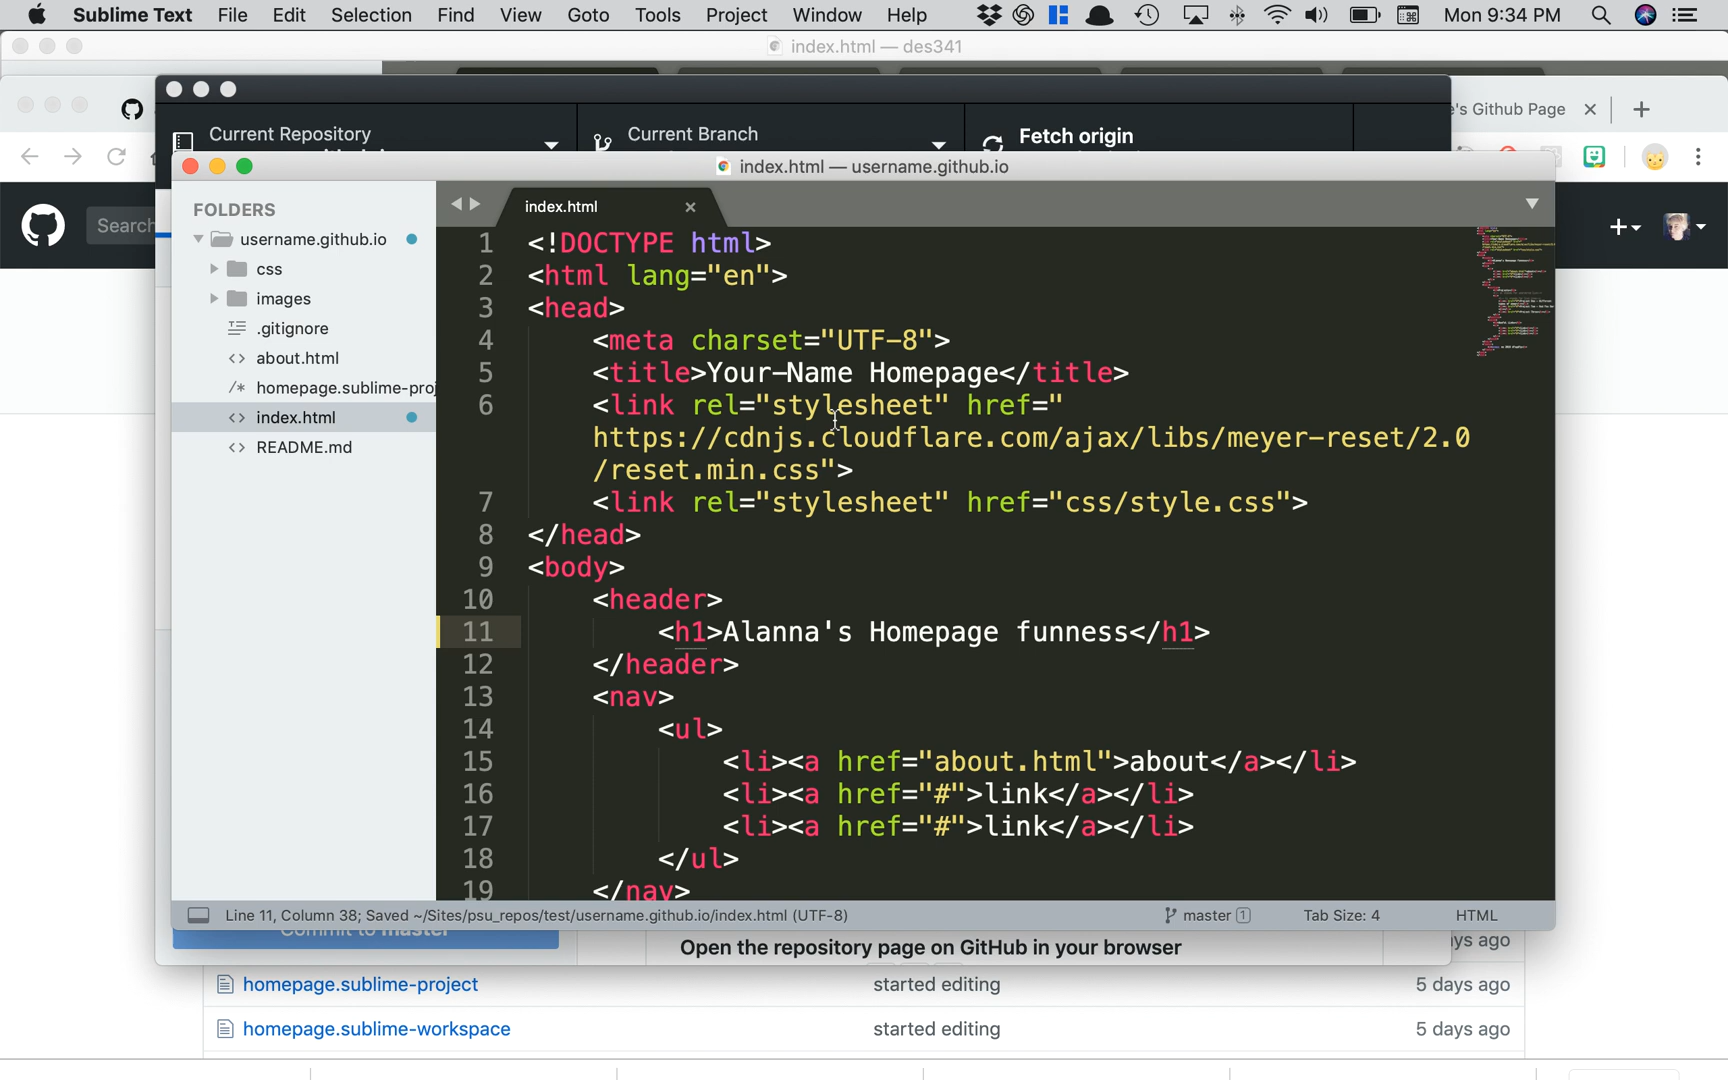 Sublime Text File Edit Selection Find View Goto Tools Project Window Help Mon 9:34 PM
index.html — des341
's Github Page
Current Repository
Current Branch
Fetch origin
index.html — username.github.io
Search
FOLDERS
username.github.io
css
images
.gitignore
about.html
homepage.sublime-proj
index.html
README.md
index.html
1 <!DOCTYPE html>
2 <html lang="en">
3 <head>
4 <meta charset="UTF-8">
5 <title>Your-Name Homepage</title>
6 <link rel="stylesheet" href="
https://cdnjs.cloudflare.com/ajax/libs/meyer-reset/2.0
/reset.min.css">
7 <link rel="stylesheet" href="css/style.css">
8 </head>
9 <body>
10 <header>
11 <h1>Alanna's Homepage funness</h1>
12 </header>
13 <nav>
14 <ul>
15 <li><a href="about.html">about</a></li>
16 <li><a href="#">link</a></li>
17 <li><a href="#">link</a></li>
18 </ul>
19 </nav>
Line 11, Column 38; Saved ~/Sites/psu_repos/test/username.github.io/index.html (UTF-8) master 1 Tab Size: 4 HTML
Commit to master
Open the repository page on GitHub in your browser
ys ago
homepage.sublime-project started editing 5 days ago
homepage.sublime-workspace started editing 5 days ago